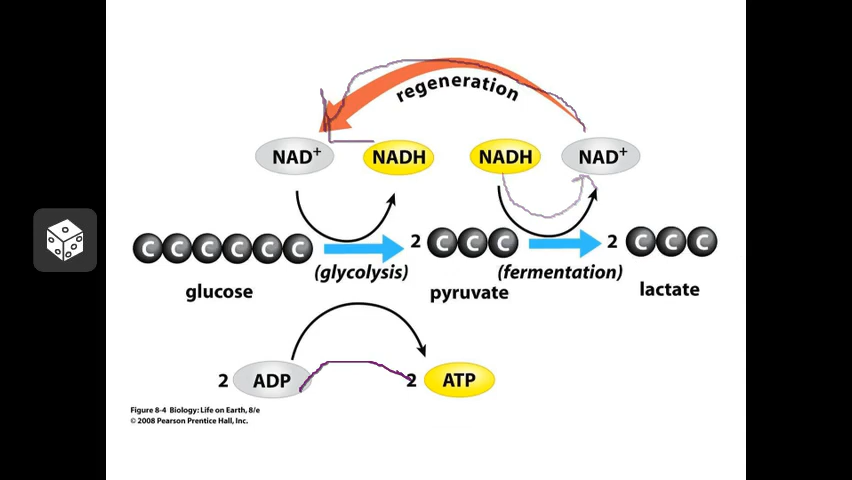 regeneration
NAD+ NADH NADH NAD+
C C C C C C 2 C C C 2 C C C
(glycolysis) (fermentation)
glucose pyruvate lactate
2 ADP 2 ATP
Figure 8-4 Biology: Life on Earth, 8/e
© 2008 Pearson Prentice Hall, Inc.